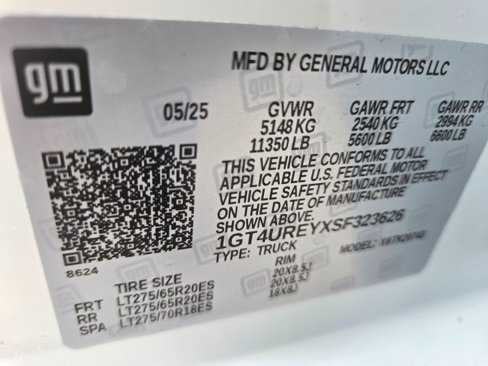 gm
MFD BY GENERAL MOTORS LLC
05/25 GVWR GAWR FRT GAWR RR
5148 KG 2540 KG 2994 KG
11350 LB 5600 LB 6600 LB
THIS VEHICLE CONFORMS TO ALL
APPLICABLE U.S. FEDERAL MOTOR
VEHICLE SAFETY STANDARDS IN EFFECT
ON THE DATE OF MANUFACTURE
SHOWN ABOVE.
1GT4UREYXSF323626
TYPE: TRUCK MODEL:
8624
TIRE SIZE RIM
FRT LT275/65R20ES 20X8.5J
RR LT275/65R20ES 20X8.5J
SPA LT275/70R18ES 18X8J